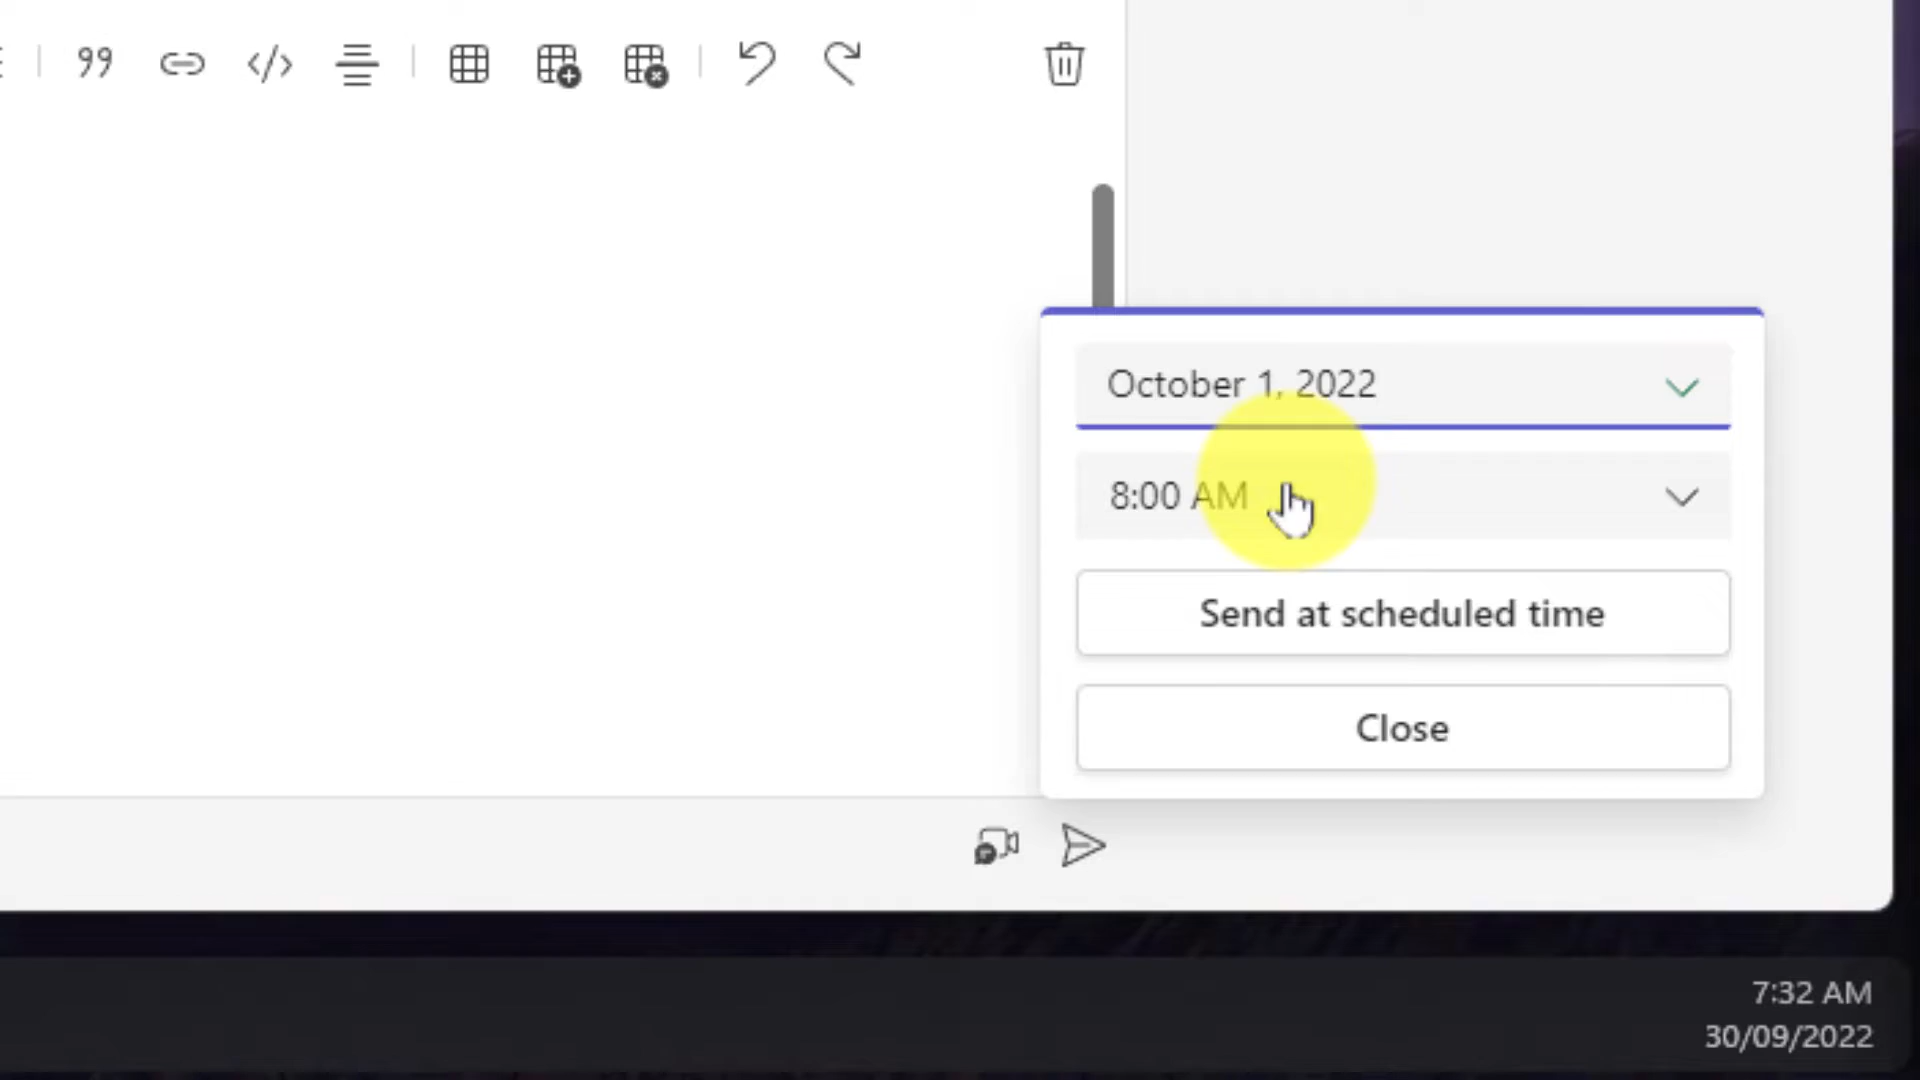 October 1, 2022
8:00 AM
Send at scheduled time
Close
7:32 AM
30/09/2022